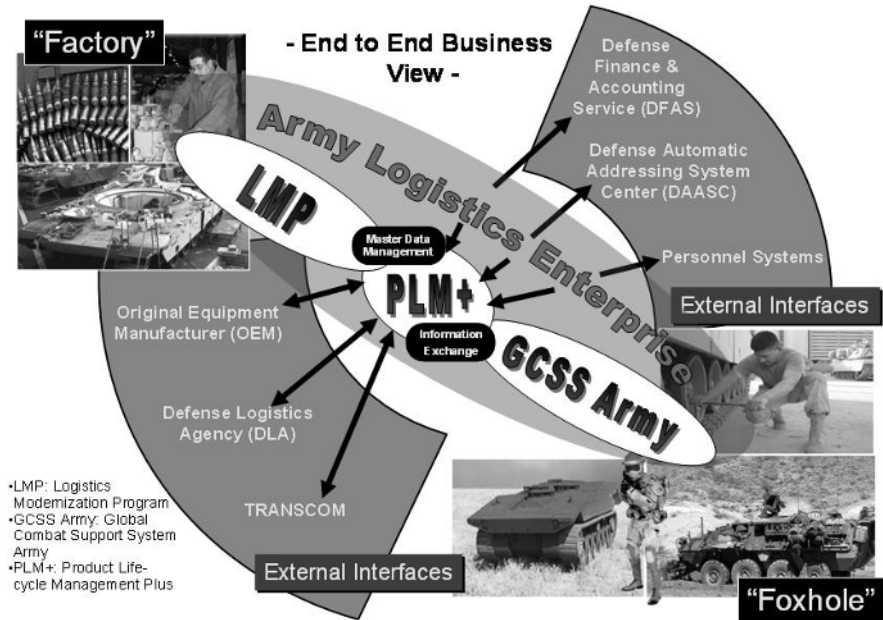 “Factory”
- End to End Business
View -
Defense
Finance &
Accounting
Service (DFAS)
Defense Automatic
Addressing System
Center (DAASC)
Personnel Systems
External Interfaces
Army Logistics Enterprise
LMP
Master Data
Management
PLM+
Information
Exchange
GCSS Army
Original Equipment
Manufacturer (OEM)
Defense Logistics
Agency (DLA)
TRANSCOM
External Interfaces
•LMP: Logistics
Modernization Program
•GCSS Army: Global
Combat Support System
Army
•PLM+: Product Life-
cycle Management Plus
“Foxhole”